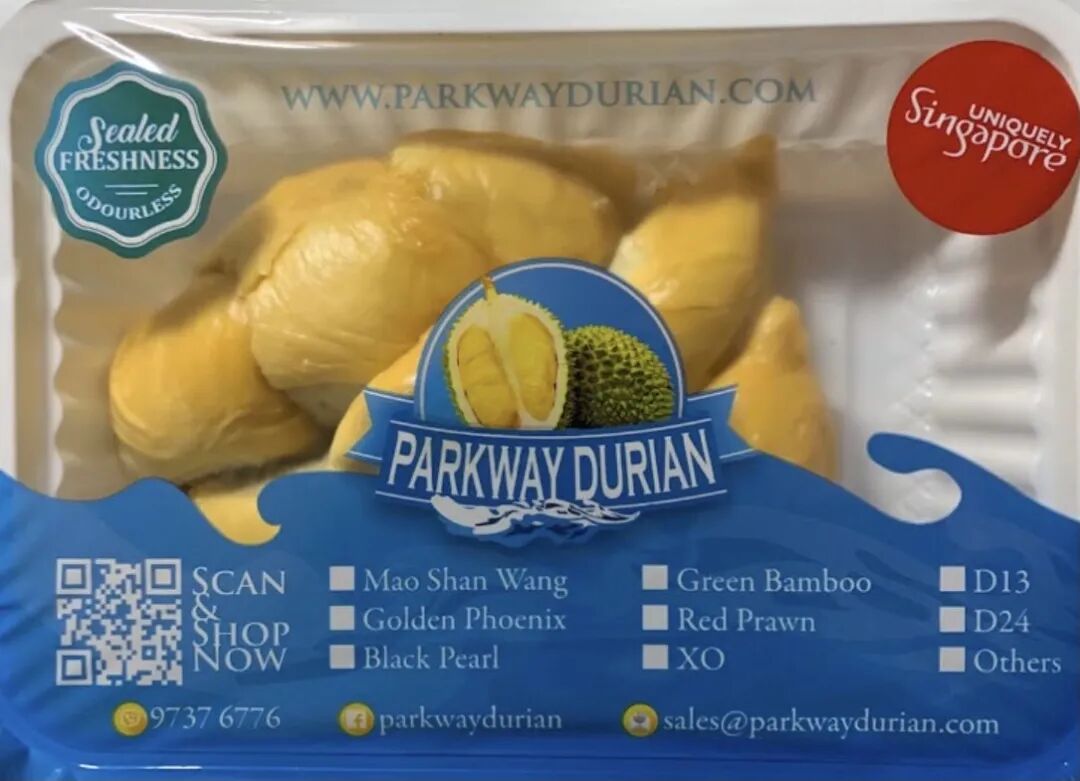 WWW.PARKWAYDURIAN.COM
Sealed
FRESHNESS
ODOURLESS
UNIQUELY
Singapore
PARKWAY DURIAN
SCAN
&
SHOP
NOW
Mao Shan Wang
Golden Phoenix
Black Pearl
Green Bamboo
Red Prawn
XO
D13
D24
Others
9737 6776
parkwaydurian
sales@parkwaydurian.com